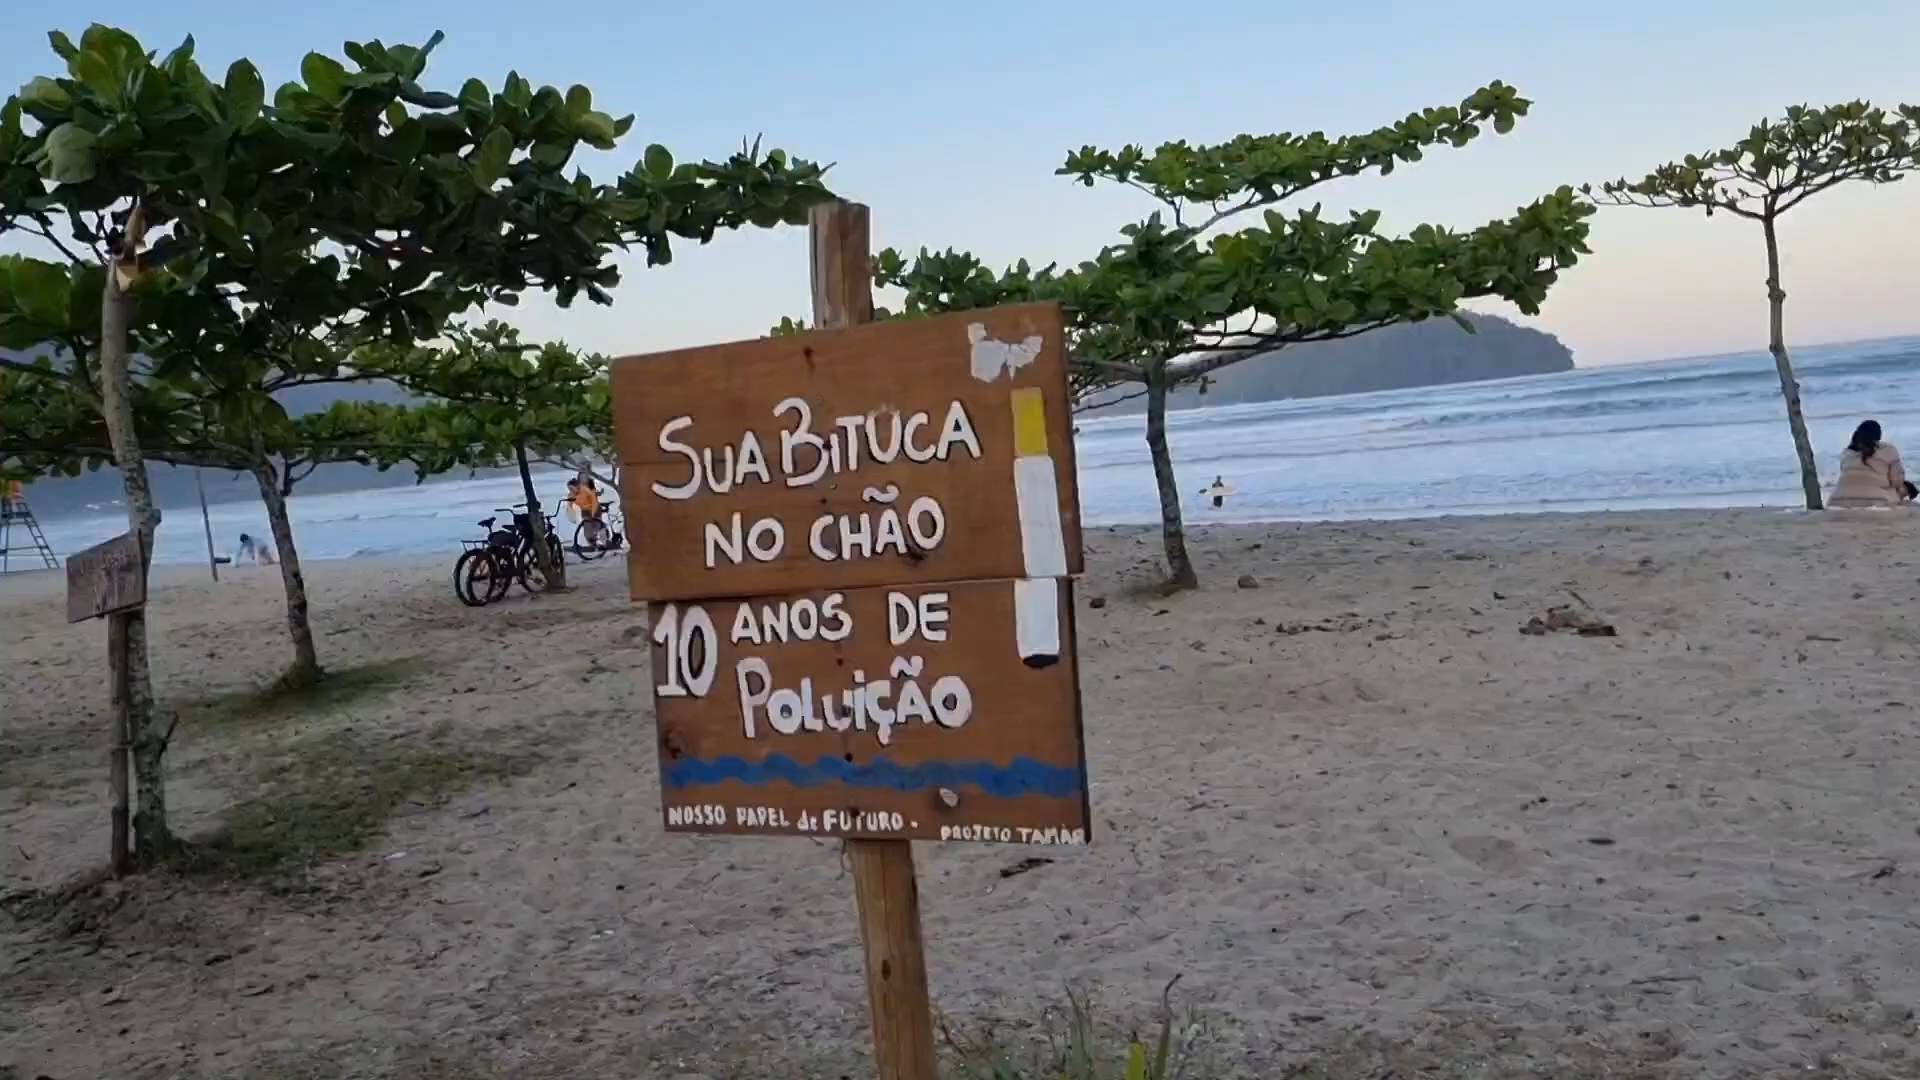 SUA BITUCA
NO CHÃO
10 ANOS DE
POLUIÇÃO
NOSSO PAPEL de FUTURO. PROJETO TAMAR